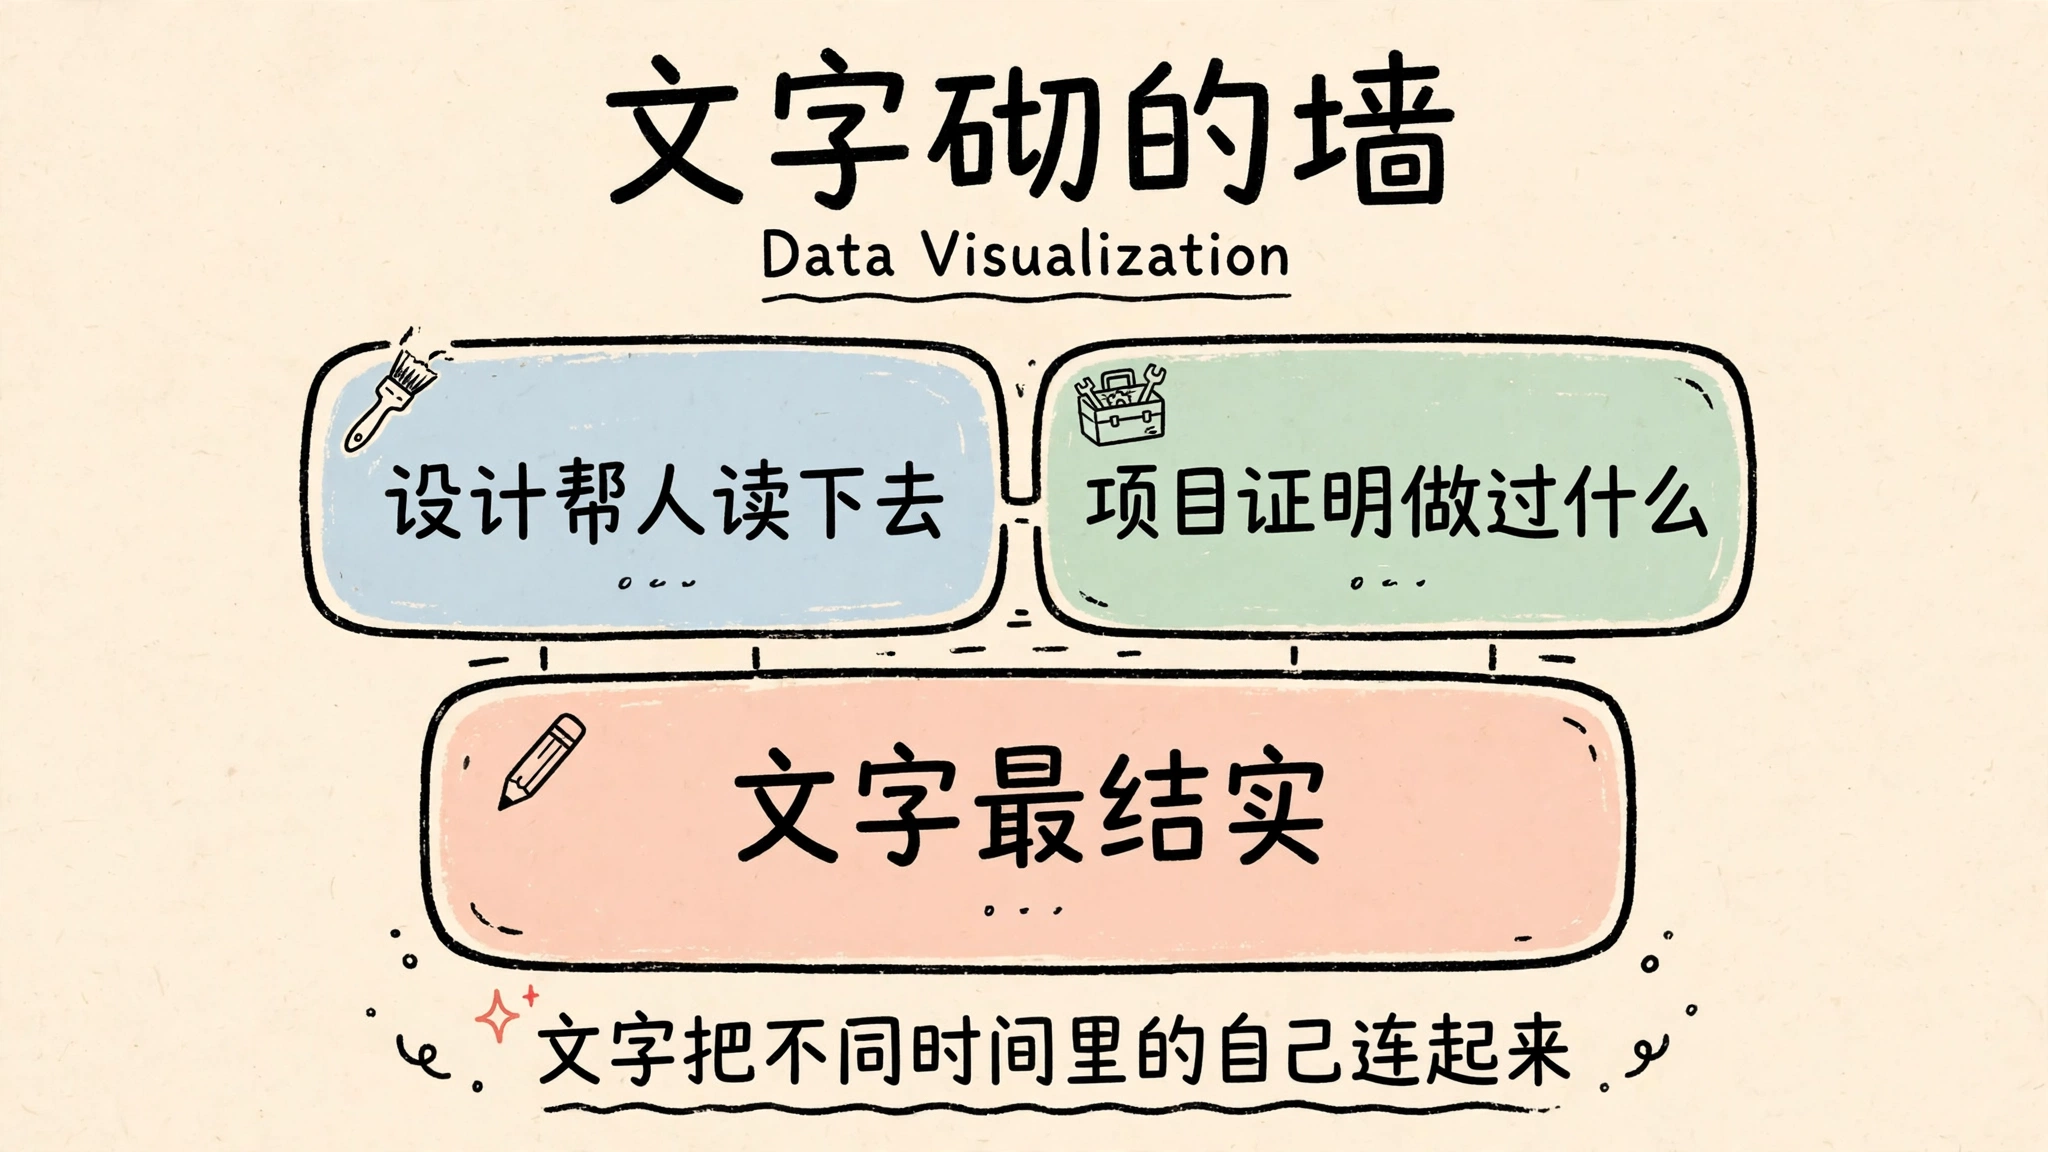 文字砌的墙
Data Visualization
设计帮人读下去
项目证明做过什么
文字最结实
文字把不同时间里的自己连起来